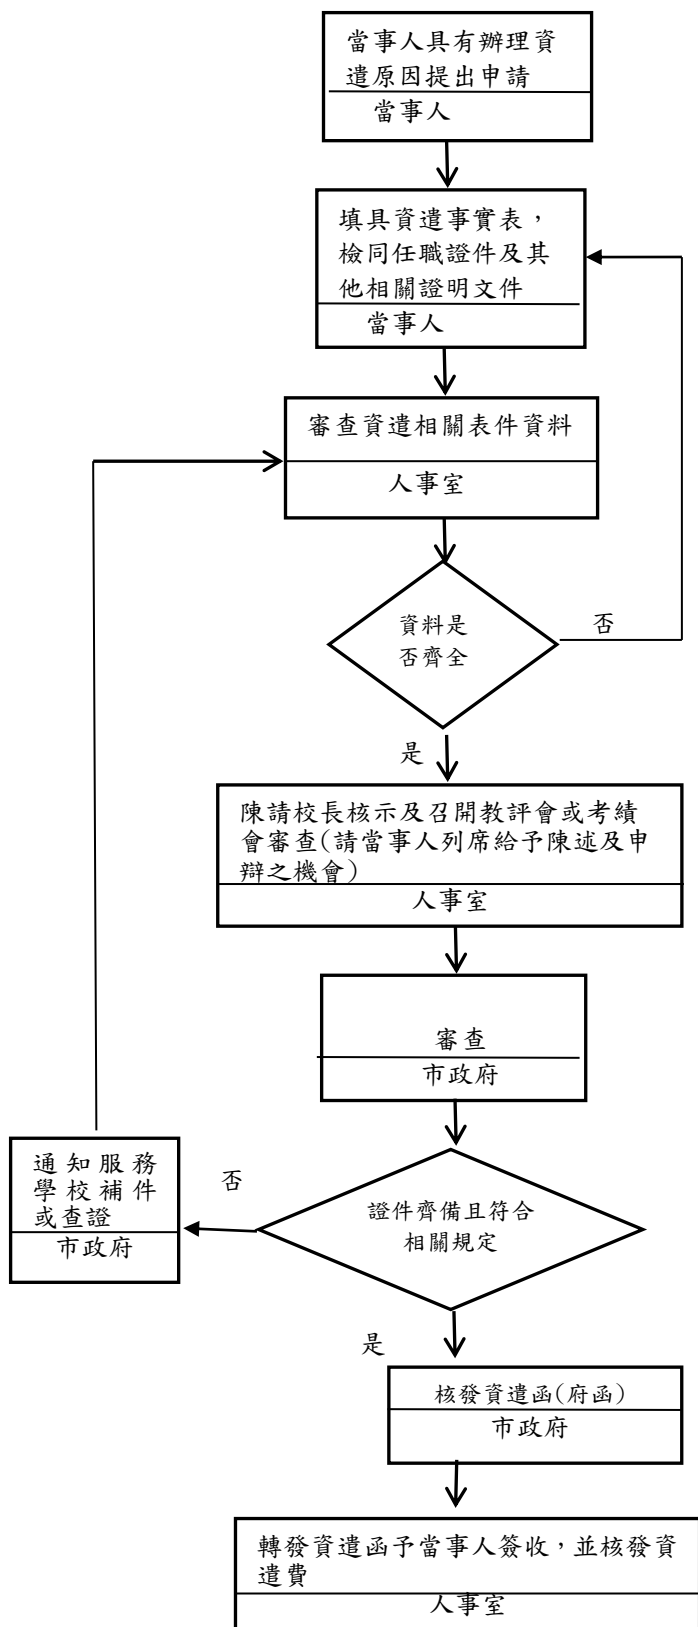 當事人具有辦理資
遣原因提出申請
當事人
填具資遣事實表，
檢同任職證件及其
他相關證明文件
當事人
審查資遣相關表件資料
人事室
資料是
否齊全
否
是
陳請校長核示及召開教評會或考績
會審查(請當事人列席給予陳述及申
辯之機會)
人事室
審查
市政府
通知服務
學校補件
或查證
市政府
否
證件齊備且符合
相關規定
是
核發資遣函(府函)
市政府
轉發資遣函予當事人簽收，並核發資
遣費
人事室